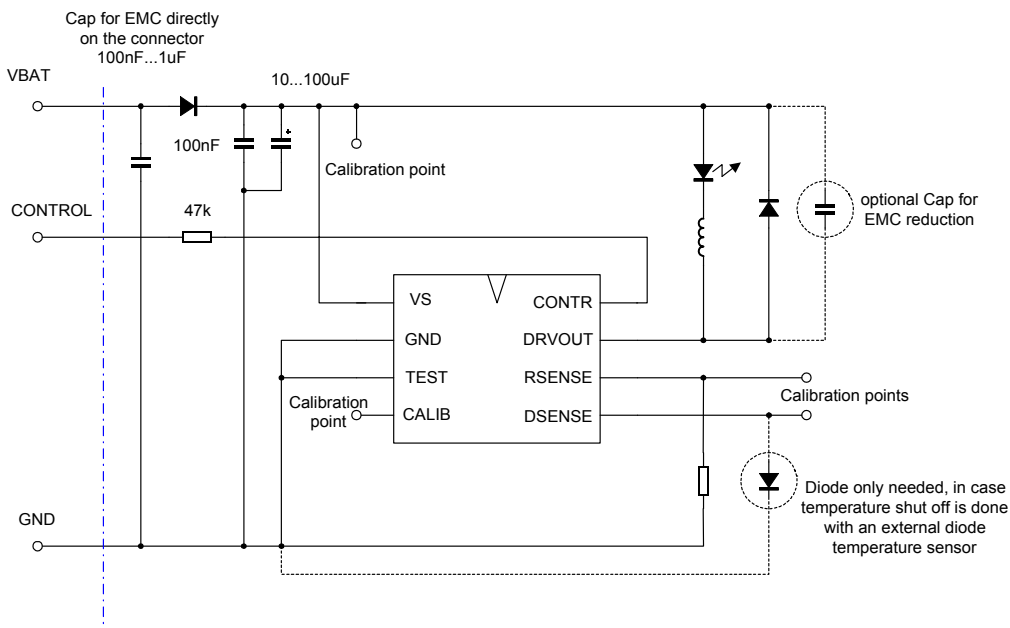 Cap for EMC directly
on the connector
100nF...1uF
VBAT
10...100uF
+
100nF
Calibration point
CONTROL
47k
optional Cap for
EMC reduction
VS
CONTR
GND
DRVOUT
TEST
RSENSE
Calibration
point
CALIB
DSENSE
Calibration points
GND
Diode only needed, in case
temperature shut off is done
with an external diode
temperature sensor